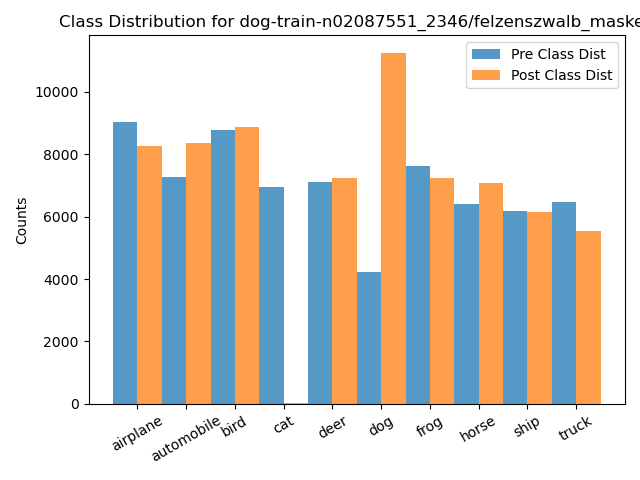 Class Distribution for dog-train-n02087551_2346/felzenszwalb_maske
Pre Class Dist
Post Class Dist
Counts
10000
8000
6000
4000
2000
0
airplane
automobile
bird
cat
deer
dog
frog
horse
ship
truck